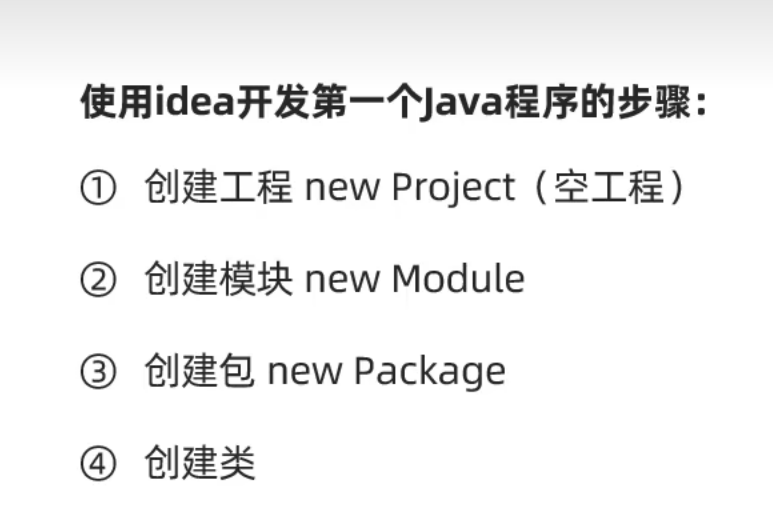 使用idea开发第一个Java程序的步骤：
① 创建工程 new Project（空工程）
② 创建模块 new Module
③ 创建包 new Package
④ 创建类